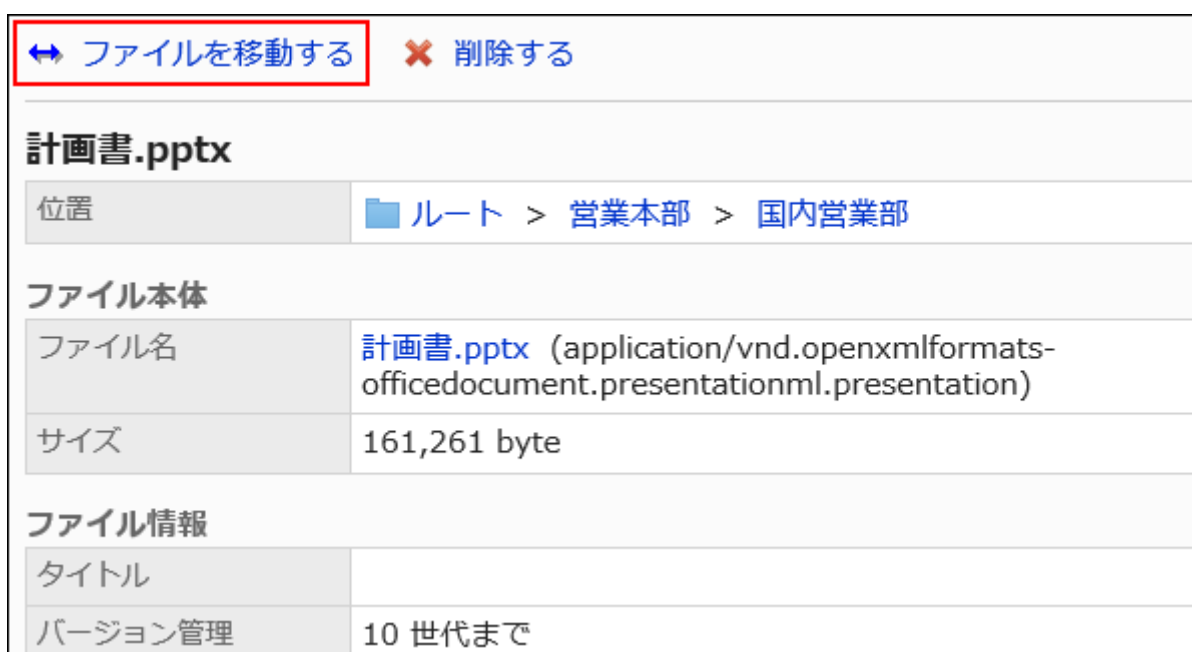 ファイルを移動する 削除する
計画書.pptx
位置 ルート > 営業本部 > 国内営業部
ファイル本体
ファイル名 計画書.pptx (application/vnd.openxmlformats-
officedocument.presentationml.presentation)
サイズ 161,261 byte
ファイル情報
タイトル
バージョン管理 10 世代まで